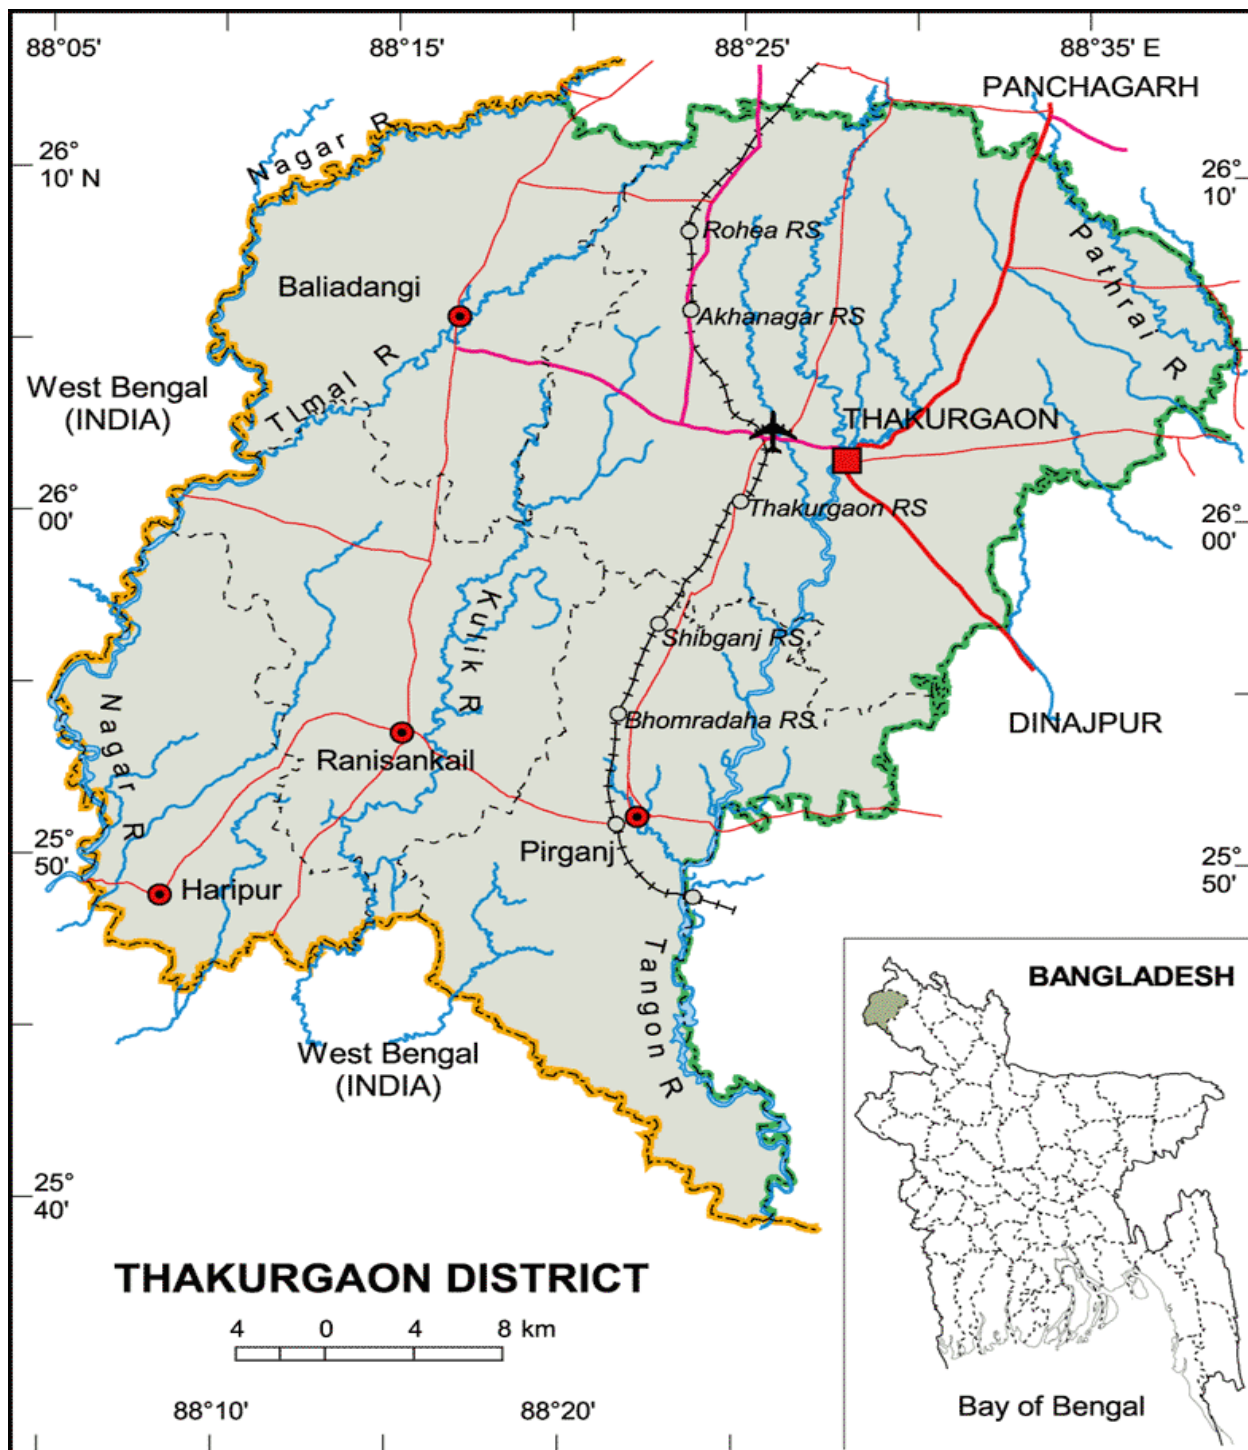 88°05'
88°15'
88°25'
88°35' E
PANCHAGARH
Nagar R
26°
10' N
26°
10'
Rohea RS
Pathrai R
Baliadangi
Akhanagar RS
West Bengal
(INDIA)
TImal R
THAKURGAON
26°
00'
Thakurgaon RS
26°
00'
Kulik R
Shibganj RS
Nagar R
Bhomradaha RS
DINAJPUR
Ranisankail
25°
50'
Pirganj
25°
50'
Haripur
Tangon R
BANGLADESH
West Bengal
(INDIA)
25°
40'
THAKURGAON DISTRICT
4 0 4 8 km
88°10'
88°20'
Bay of Bengal